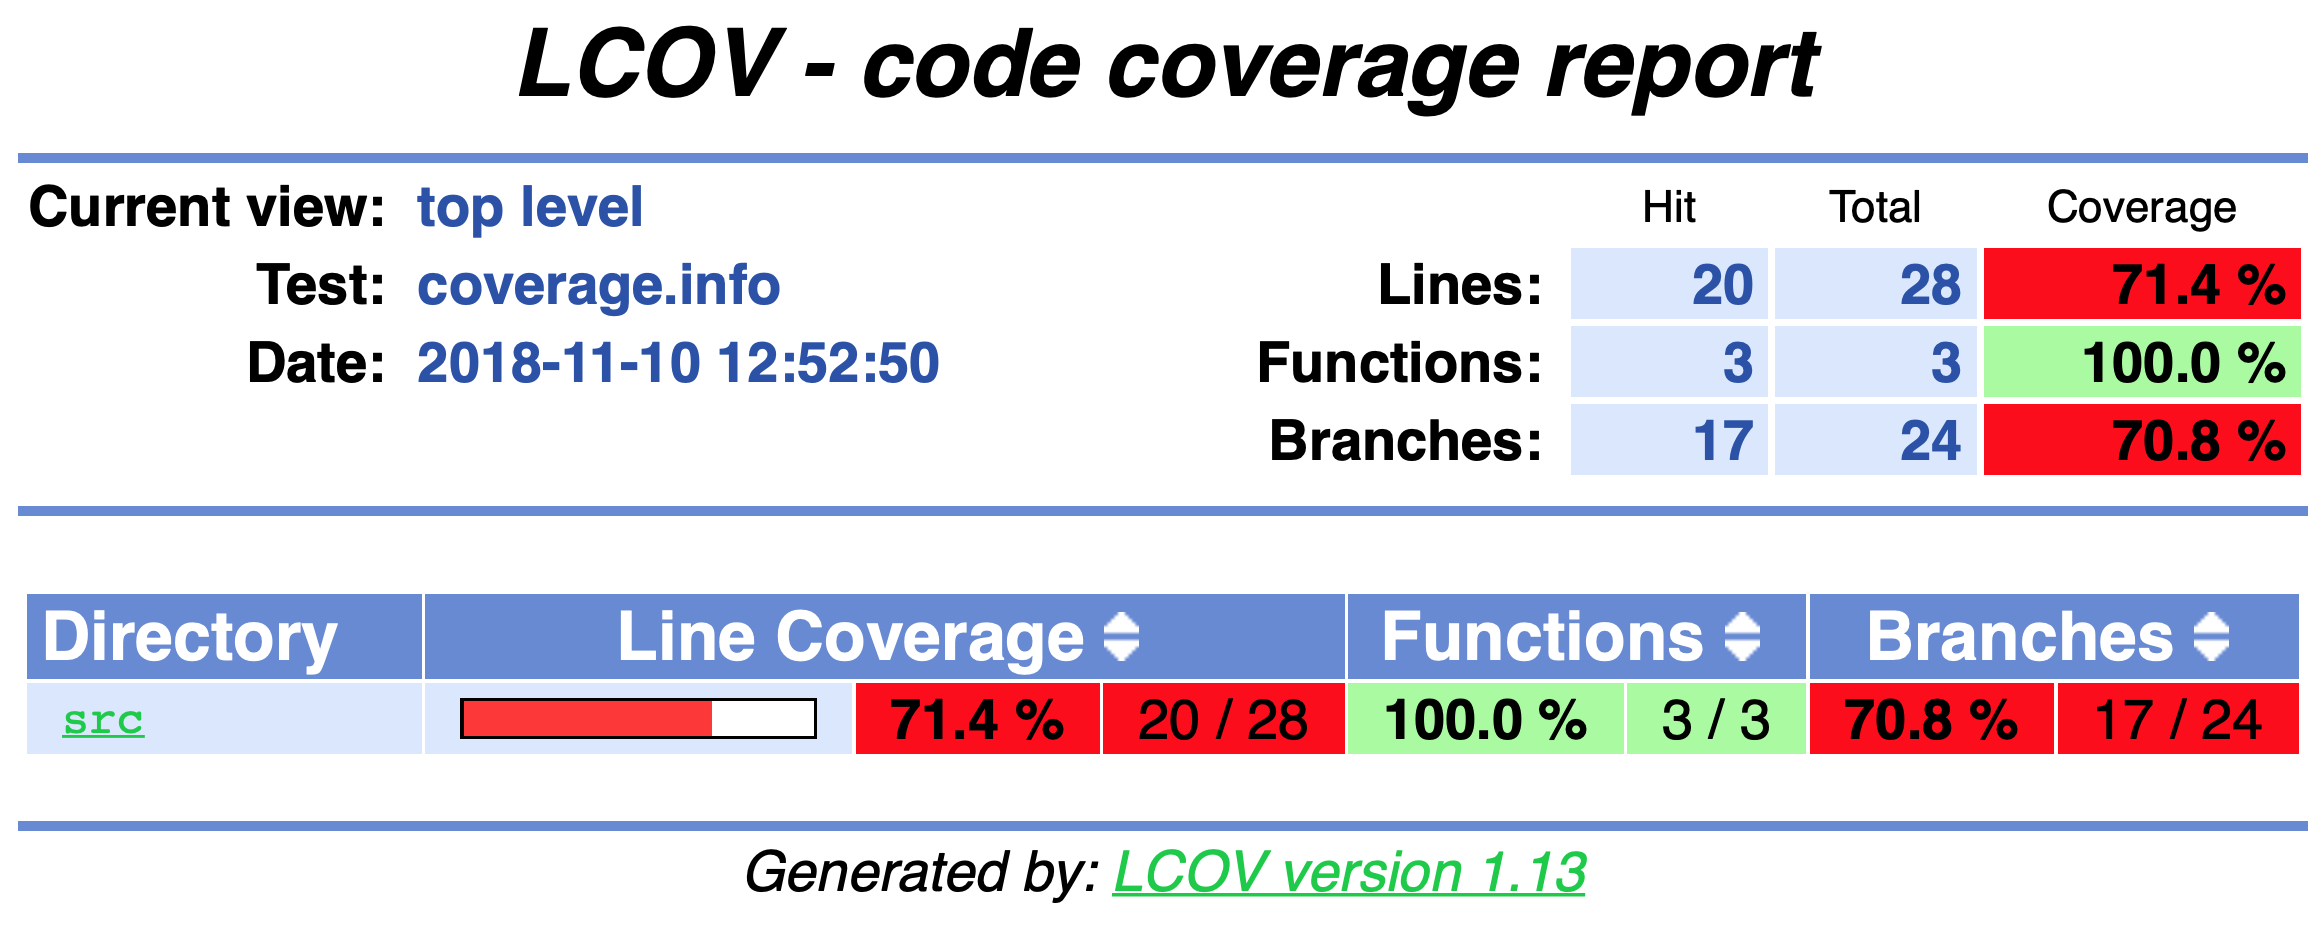 LCOV - code coverage report
Current view: top level Hit Total Coverage
Test: coverage.info Lines: 20 28 71.4 %
Date: 2018-11-10 12:52:50 Functions: 3 3 100.0 %
Branches: 17 24 70.8 %
Directory Line Coverage Functions Branches
src 71.4 % 20 / 28 100.0 % 3 / 3 70.8 % 17 / 24
Generated by: LCOV version 1.13